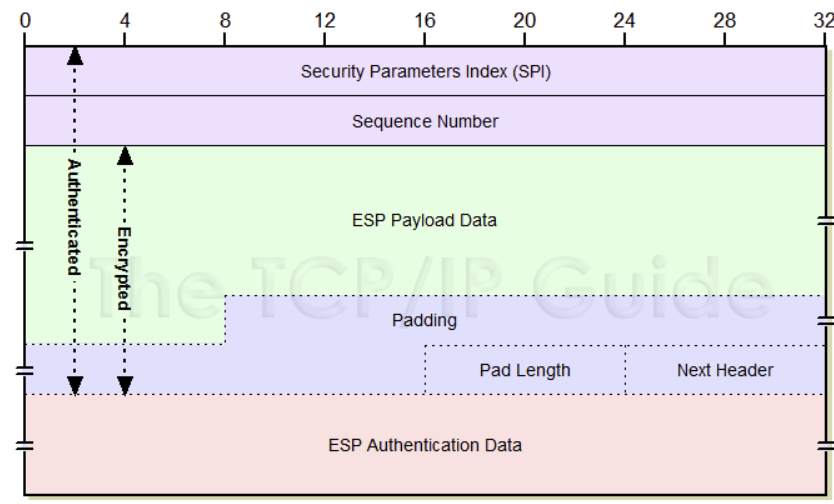 0 4 8 12 16 20 24 28 32
Security Parameters Index (SPI)
Sequence Number
Authenticated
Encrypted
ESP Payload Data
The TCP/IP Guide
Padding
Pad Length Next Header
ESP Authentication Data